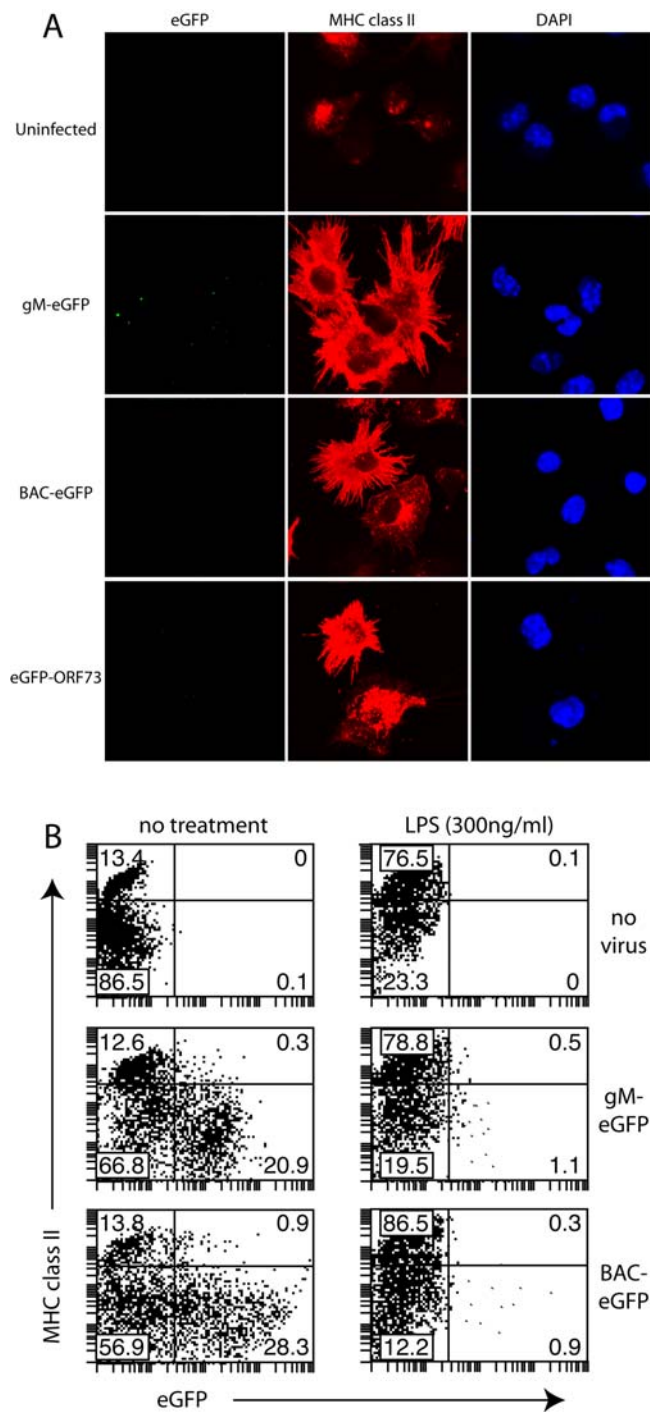 A
eGFP MHC class II DAPI
Uninfected
gM-eGFP
BAC-eGFP
eGFP-ORF73
B
no treatment LPS (300ng/ml)
13.4 0 76.5 0.1
86.5 0.1 23.3 0
no virus
12.6 0.3 78.8 0.5
66.8 20.9 19.5 1.1
gM-eGFP
13.8 0.9 86.5 0.3
56.9 28.3 12.2 0.9
BAC-eGFP
MHC class II
eGFP